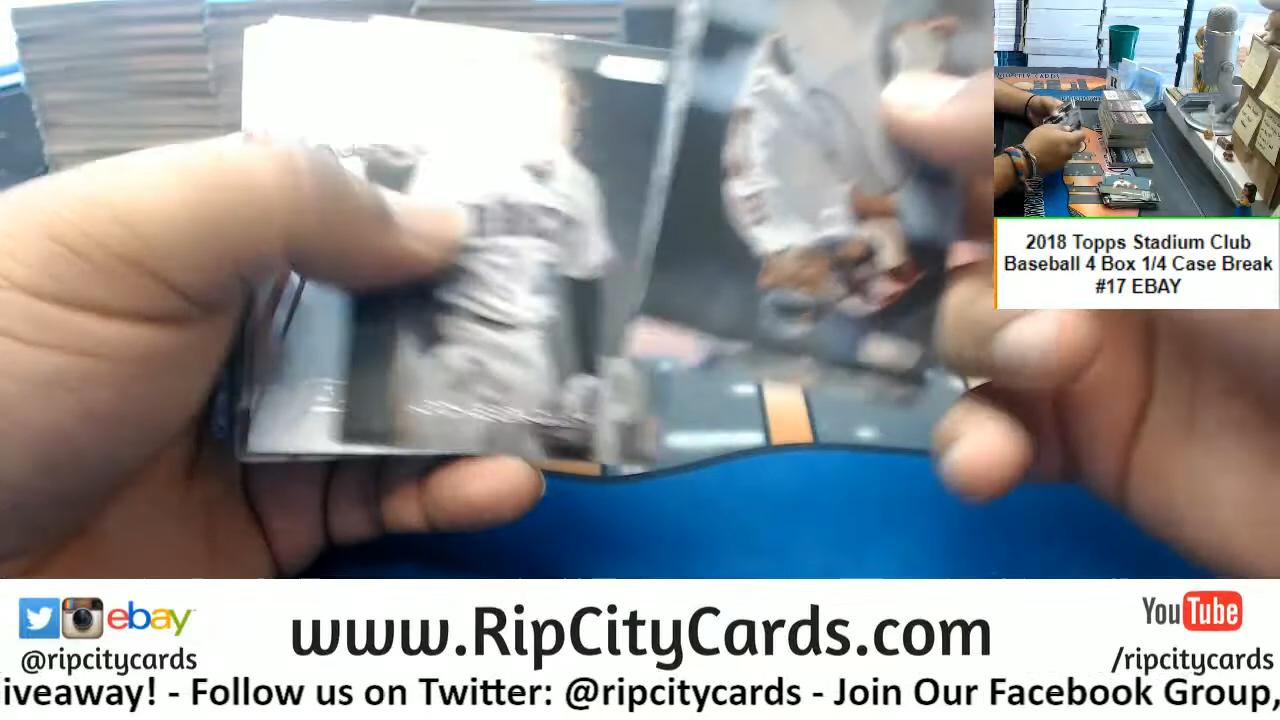 2018 Topps Stadium Club
Baseball 4 Box 1/4 Case Break
#17 EBAY
ebay
@ripcitycards
www.RipCityCards.com
YouTube
/ripcitycards
iveaway! - Follow us on Twitter: @ripcitycards - Join Our Facebook Group,